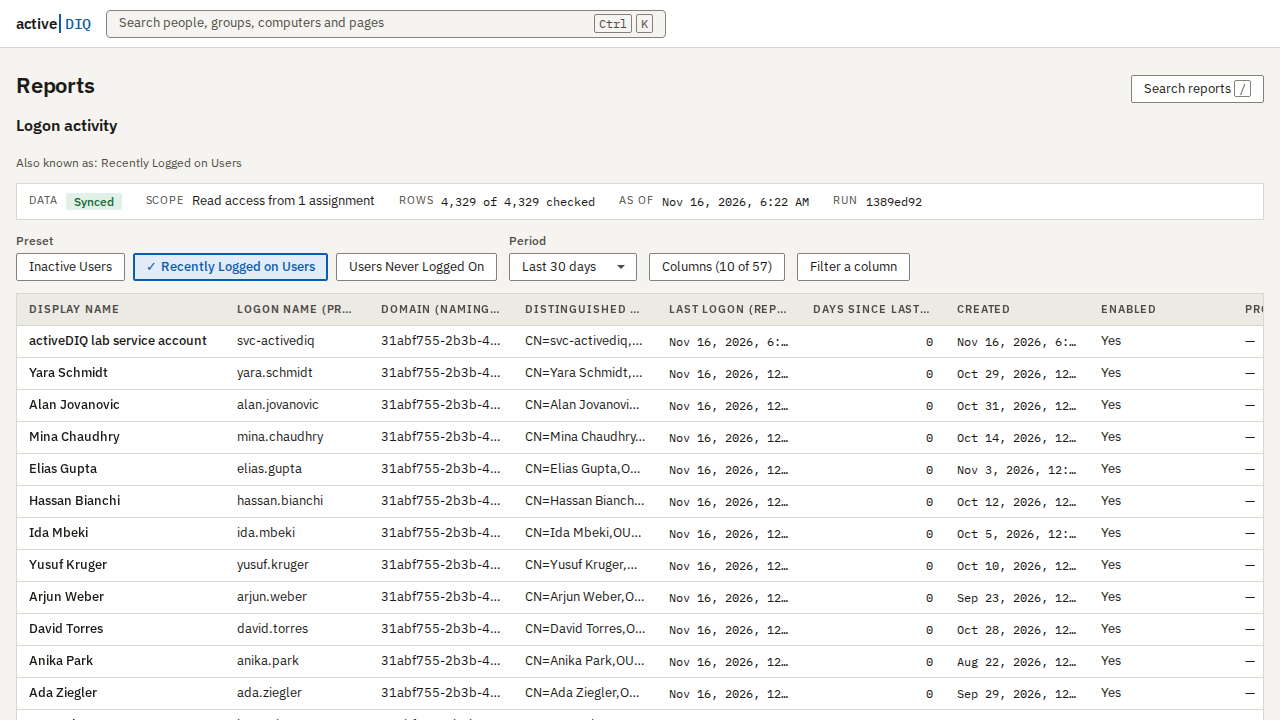 active DIQ Search people, groups, computers and pages Ctrl K
Reports
Search reports /
Logon activity
Also known as: Recently Logged on Users
DATA Synced SCOPE Read access from 1 assignment ROWS 4,329 of 4,329 checked AS OF Nov 16, 2026, 6:22 AM RUN 1389ed92
Preset Period
Inactive Users ✓ Recently Logged on Users Users Never Logged On Last 30 days Columns (10 of 57) Filter a column
DISPLAY NAME LOGON NAME (PR... DOMAIN (NAMING... DISTINGUISHED ... LAST LOGON (REP... DAYS SINCE LAST... CREATED ENABLED
activeDIQ lab service account svc-activediq 31abf755-2b3b-4... CN=svc-activediq,... Nov 16, 2026, 6:... 0 Nov 16, 2026, 6:... Yes —
Yara Schmidt yara.schmidt 31abf755-2b3b-4... CN=Yara Schmidt,... Nov 16, 2026, 12... 0 Oct 29, 2026, 12... Yes —
Alan Jovanovic alan.jovanovic 31abf755-2b3b-4... CN=Alan Jovanovi... Nov 16, 2026, 12... 0 Oct 31, 2026, 12... Yes —
Mina Chaudhry mina.chaudhry 31abf755-2b3b-4... CN=Mina Chaudhry... Nov 16, 2026, 12... 0 Oct 14, 2026, 12... Yes —
Elias Gupta elias.gupta 31abf755-2b3b-4... CN=Elias Gupta,O... Nov 16, 2026, 12... 0 Nov 3, 2026, 12:... Yes —
Hassan Bianchi hassan.bianchi 31abf755-2b3b-4... CN=Hassan Bianch... Nov 16, 2026, 12... 0 Oct 12, 2026, 12... Yes —
Ida Mbeki ida.mbeki 31abf755-2b3b-4... CN=Ida Mbeki,OU... Nov 16, 2026, 12... 0 Oct 5, 2026, 12:... Yes —
Yusuf Kruger yusuf.kruger 31abf755-2b3b-4... CN=Yusuf Kruger,... Nov 16, 2026, 12... 0 Oct 10, 2026, 12... Yes —
Arjun Weber arjun.weber 31abf755-2b3b-4... CN=Arjun Weber,O... Nov 16, 2026, 12... 0 Sep 23, 2026, 12... Yes —
David Torres david.torres 31abf755-2b3b-4... CN=David Torres,O... Nov 16, 2026, 12... 0 Oct 28, 2026, 12... Yes —
Anika Park anika.park 31abf755-2b3b-4... CN=Anika Park,OU... Nov 16, 2026, 12... 0 Aug 22, 2026, 12... Yes —
Ada Ziegler ada.ziegler 31abf755-2b3b-4... CN=Ada Ziegler,O... Nov 16, 2026, 12... 0 Sep 29, 2026, 12... Yes —